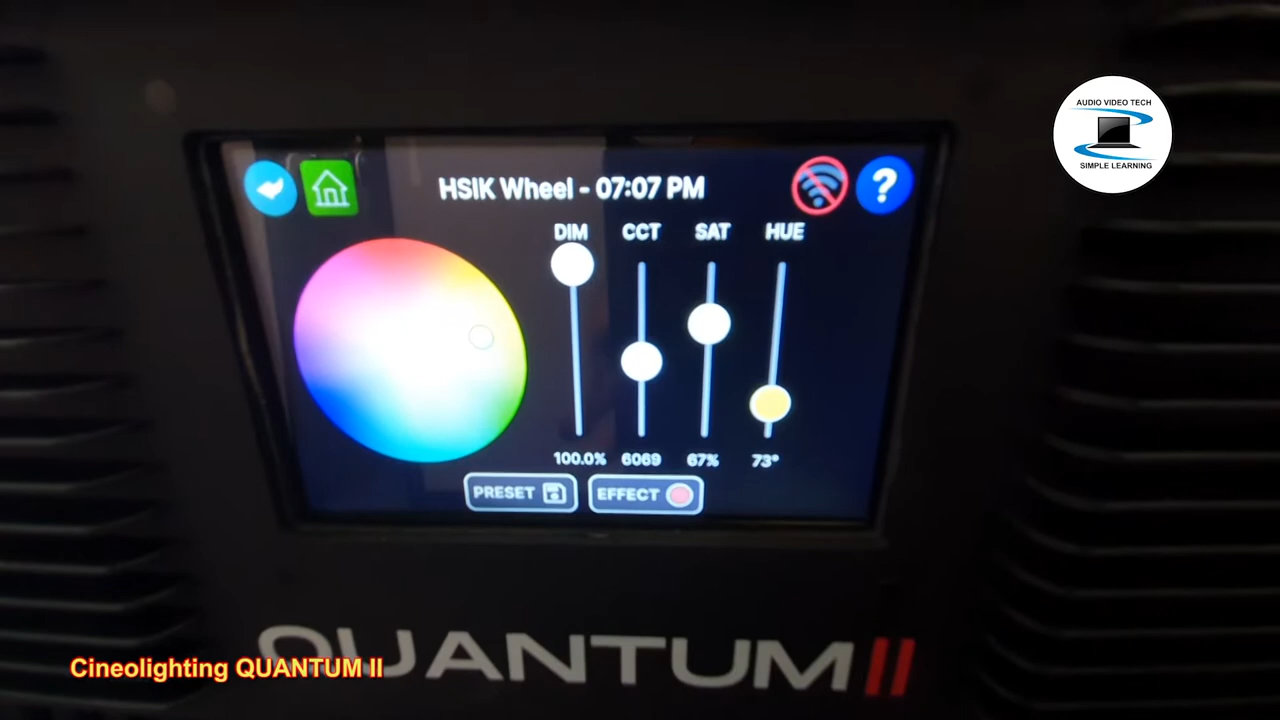 AUDIO VIDEO TECH
SIMPLE LEARNING
HSIK Wheel - 07:07 PM
?
DIM CCT SAT HUE
100.0% 6069 67% 73°
PRESET EFFECT
QUANTUM II
Cineolighting QUANTUM II